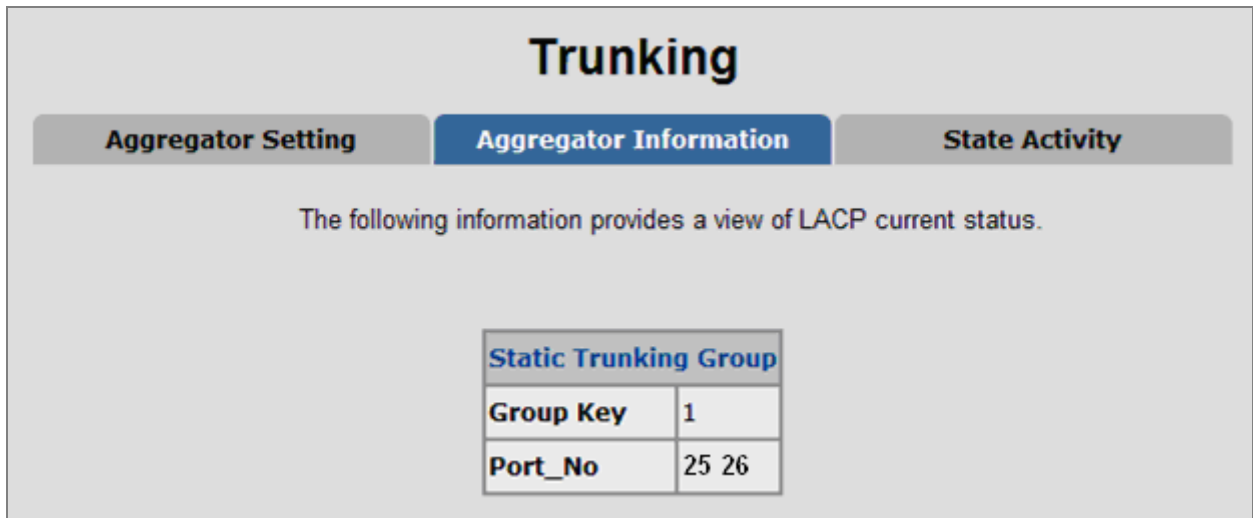 Trunking
Aggregator Setting Aggregator Information State Activity
The following information provides a view of LACP current status.
Static Trunking Group
Group Key 1
Port_No 25 26